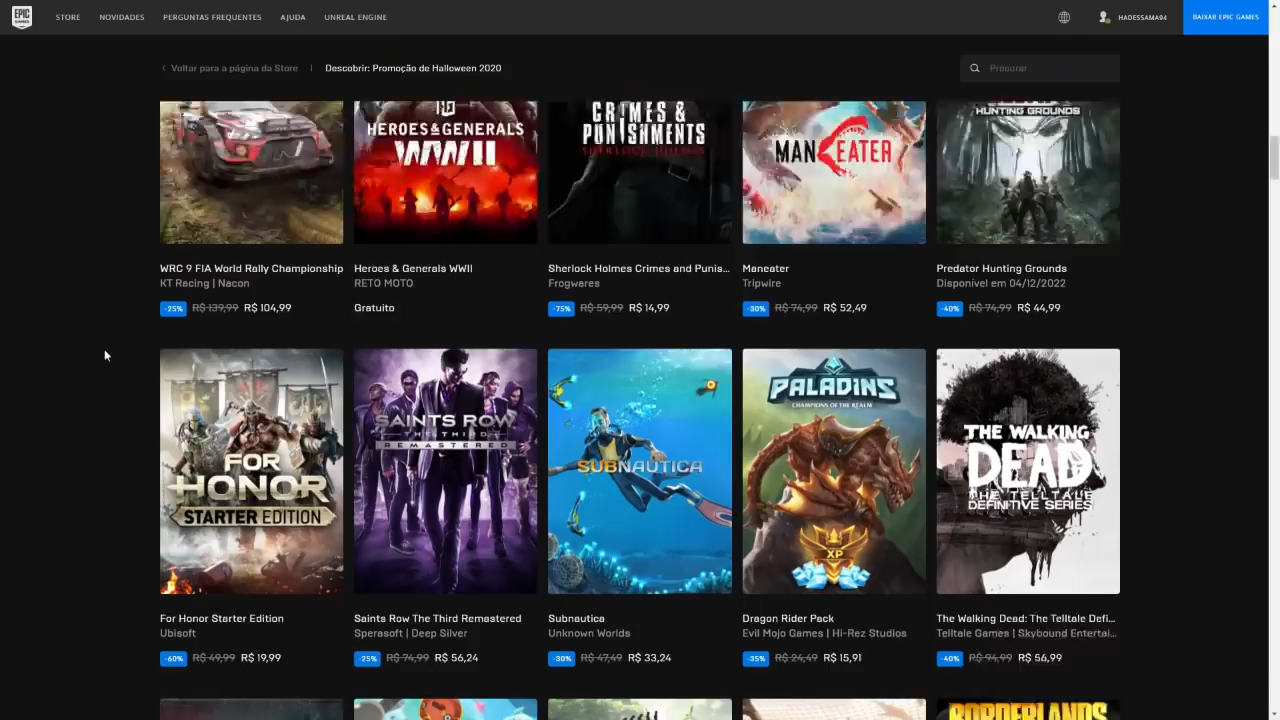 EPIC GAMES
STORE NOVIDADES PERGUNTAS FREQUENTES AJUDA UNREAL ENGINE HADESSAMA94 BAIXAR EPIC GAMES
Voltar para a página da Store | Descobrir: Promoção de Halloween 2020 Procurar
HEROES & GENERALS
WWII
CRIMES &
PUNISHMENTS
SHERLOCK HOLMES
MANEATER
HUNTING GROUNDS
WRC 9 FIA World Rally Championship
KT Racing | Nacon
-25% R$ 139,99 R$ 104,99
Heroes & Generals WWII
RETO MOTO
Gratuito
Sherlock Holmes Crimes and Punis...
Frogwares
-75% R$ 59,99 R$ 14,99
Maneater
Tripwire
-30% R$ 74,99 R$ 52,49
Predator Hunting Grounds
Disponível em 04/12/2022
-40% R$ 74,99 R$ 44,99
FOR
HONOR
STARTER EDITION
SAINTS ROW
THE THIRD
REMASTERED
SUBNAUTICA
PALADINS
CHAMPIONS OF THE REALM
XP
THE WALKING
DEAD
THE TELLTALE
DEFINITIVE SERIES
For Honor Starter Edition
Ubisoft
-60% R$ 49,99 R$ 19,99
Saints Row The Third Remastered
Sperasoft | Deep Silver
-25% R$ 74,99 R$ 56,24
Subnautica
Unknown Worlds
-30% R$ 47,49 R$ 33,24
Dragon Rider Pack
Evil Mojo Games | Hi-Rez Studios
-35% R$ 24,49 R$ 15,91
The Walking Dead: The Telltale Defi...
Telltale Games | Skybound Entertai...
-40% R$ 94,99 R$ 56,99
BORDERLANDS